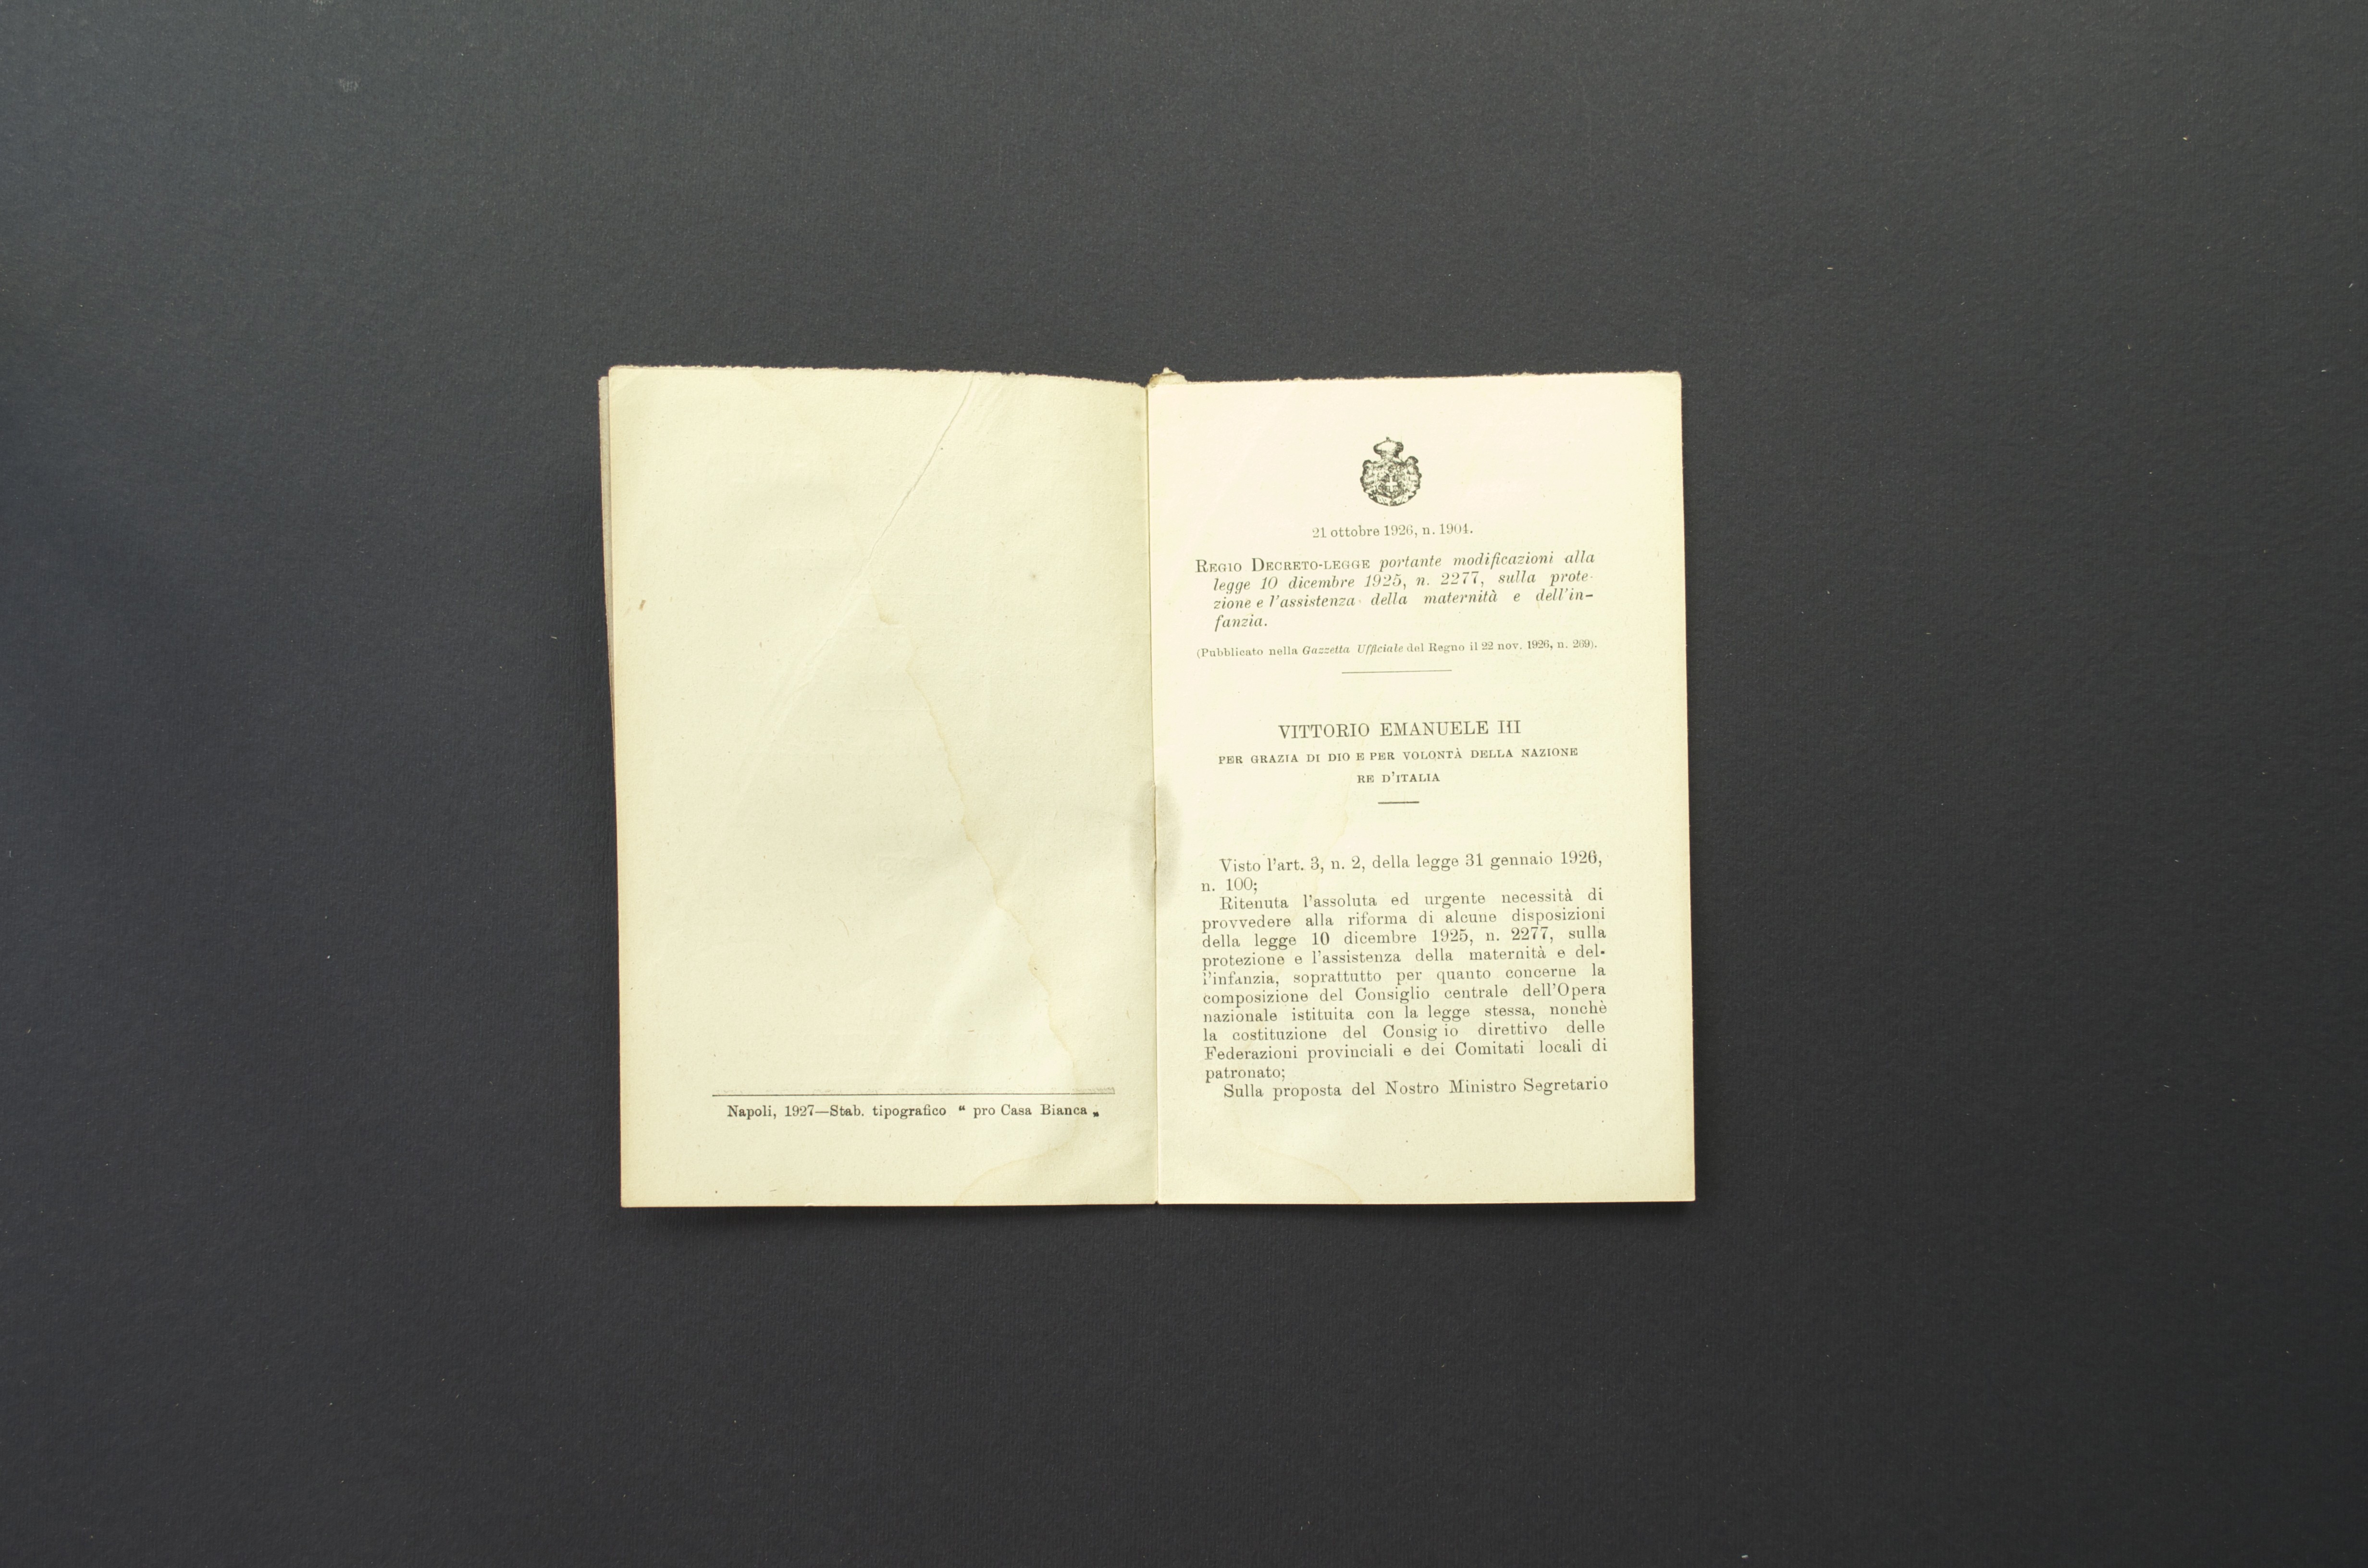 Napoli, 1927—Stab. tipografico “ pro Casa Bianca „
21 ottobre 1926, n. 1904.
REGIO DECRETO-LEGGE portante modificazioni alla
legge 10 dicembre 1925, n. 2277, sulla prote-
zione e l'assistenza della maternità e dell'in-
fanzia.
(Pubblicato nella Gazzetta Ufficiale del Regno il 22 nov. 1926, n. 269).
VITTORIO EMANUELE III
PER GRAZIA DI DIO E PER VOLONTÀ DELLA NAZIONE
RE D'ITALIA
Visto l'art. 3, n. 2, della legge 31 gennaio 1926,
n. 100;
Ritenuta l'assoluta ed urgente necessità di
provvedere alla riforma di alcune disposizioni
della legge 10 dicembre 1925, n. 2277, sulla
protezione e l'assistenza della maternità e del-
l'infanzia, soprattutto per quanto concerne la
composizione del Consiglio centrale dell'Opera
nazionale istituita con la legge stessa, nonchè
la costituzione del Consig io direttivo delle
Federazioni provinciali e dei Comitati locali di
patronato;
Sulla proposta del Nostro Ministro Segretario